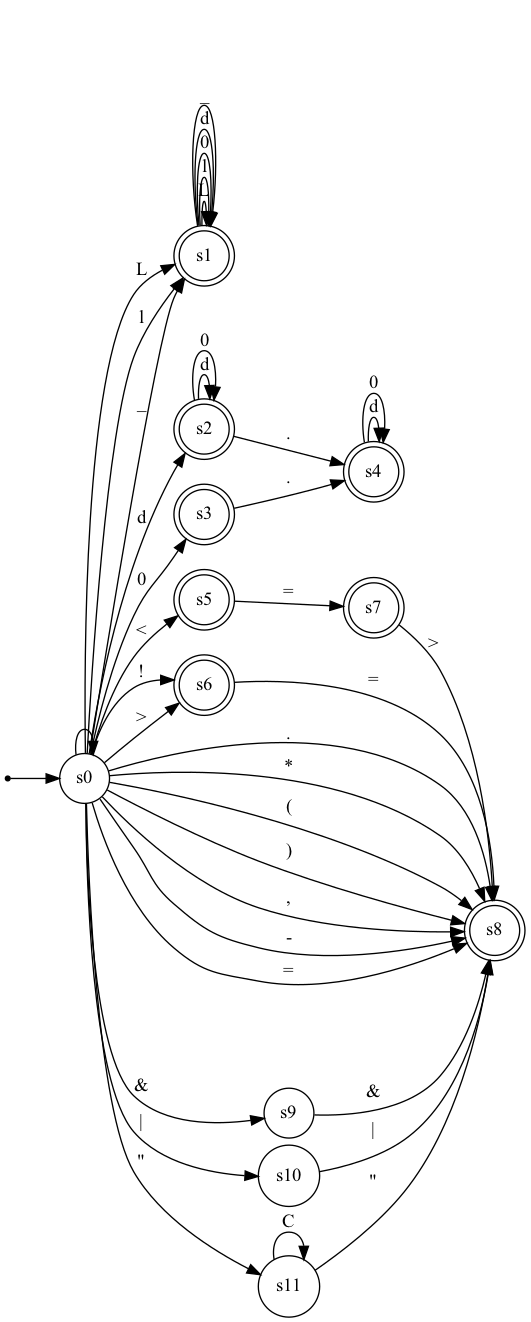 _
d
0
l
L
s1
L
l
_
0
d
s2
.
0
d
s4
d
s3
.
0
s5
=
s7
<
>
!
s6
=
>
s0
.
*
(
)
,
-
=
s8
&
s9
&
|
s10
|
"
C
"
s11